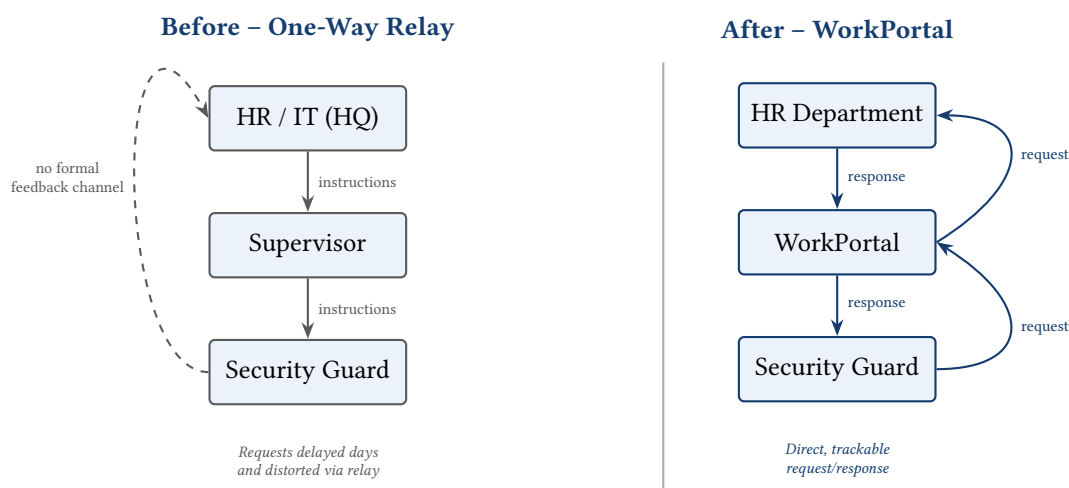 Before – One-Way Relay
HR / IT (HQ)
instructions
no formal
feedback channel
Supervisor
instructions
Security Guard
Requests delayed days
and distorted via relay
After – WorkPortal
HR Department
request
response
WorkPortal
response
request
Security Guard
Direct, trackable
request/response